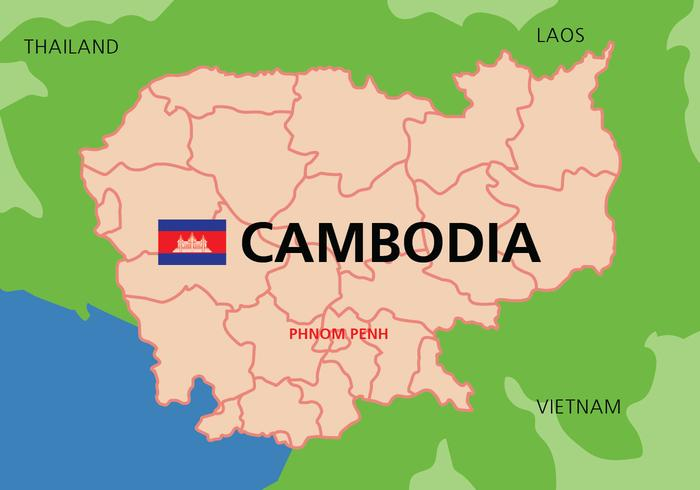 THAILAND
LAOS
CAMBODIA
PHNOM PENH
VIETNAM